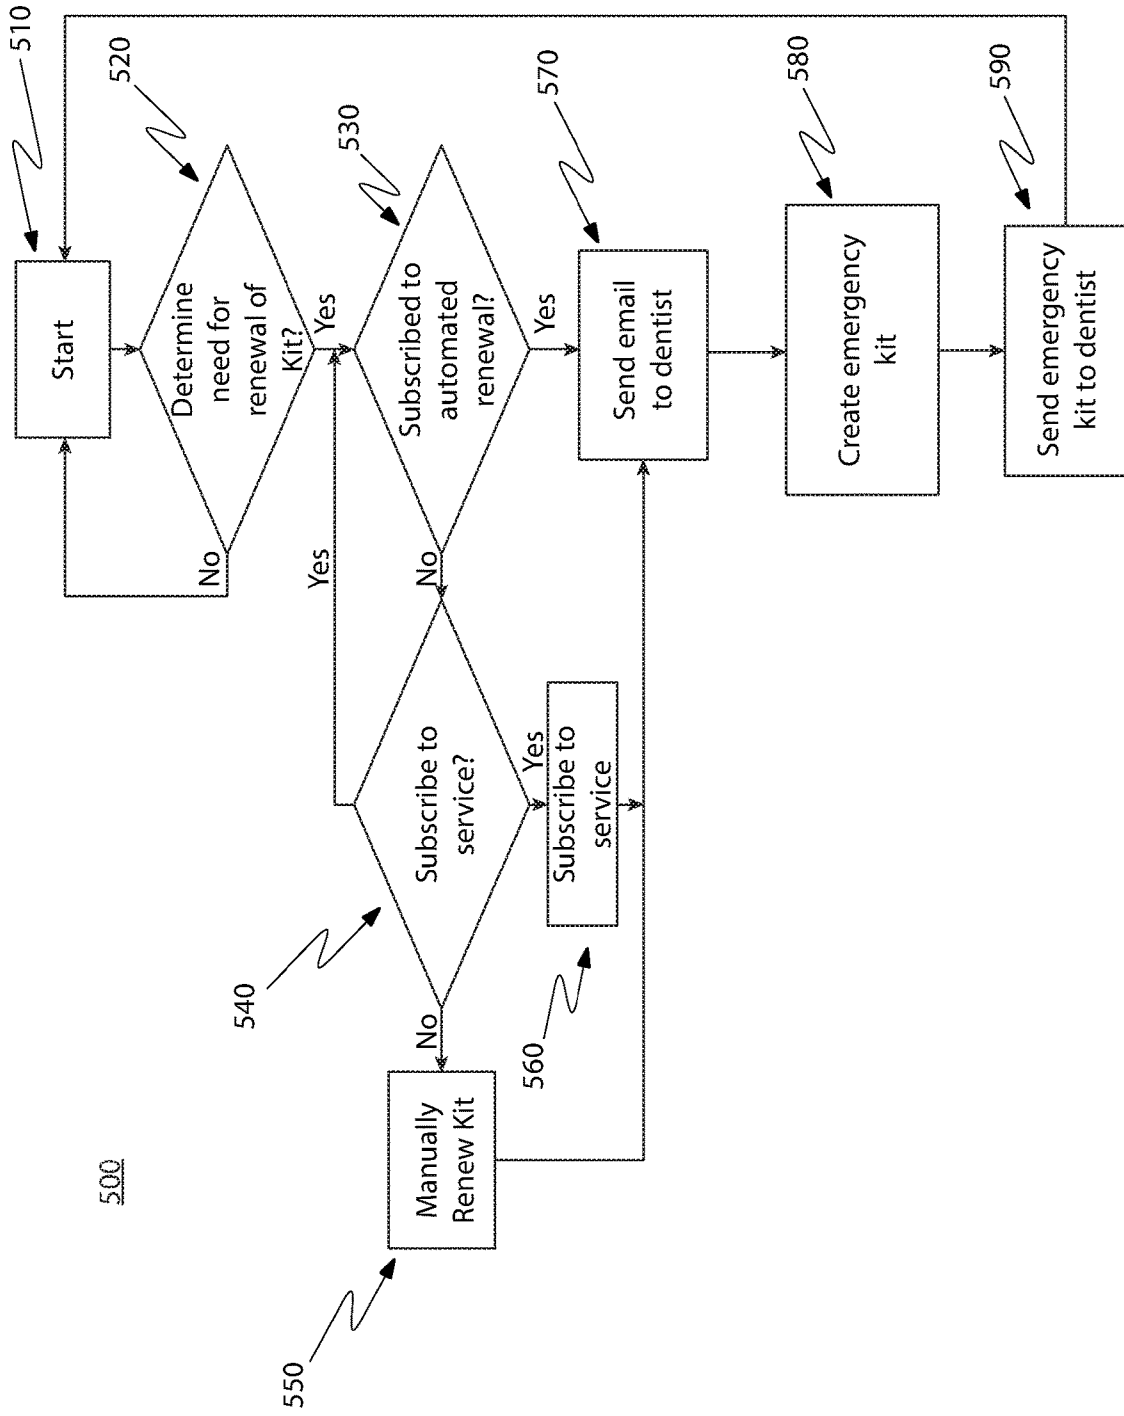 500
510
Start
520
Determine
need for
renewal of
Kit?
No
Yes
530
Subscribed to
automated
renewal?
Yes
No
Yes
540
Subscribe to
service?
No
Yes
550
Manually
Renew Kit
560
Subscribe to
service
570
Send email
to dentist
580
Create emergency
kit
590
Send emergency
kit to dentist